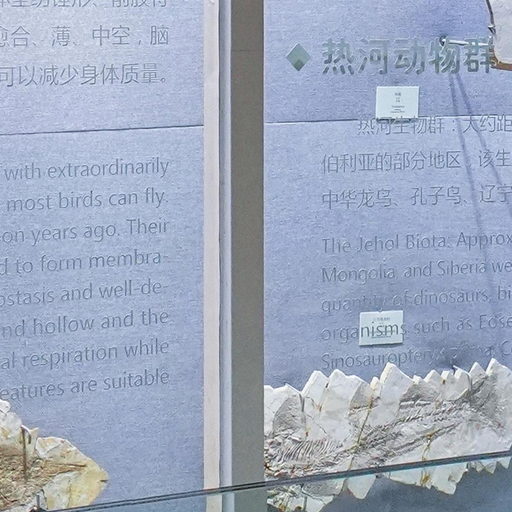 愈合、薄、中空，脑
可以减少身体质量。
with extraordinarily
most birds can fly.
on years ago. Their
d to form membra-
ostasis and well-de-
nd hollow and the
al respiration while
eatures are suitable
热河动物群
热河生物群：大约距
伯利亚的部分地区，该生
中华龙鸟、孔子鸟、辽宁
The Jehol Biota: Approx
Mongolia, and Siberia we
quantity of dinosaurs, bi
organisms such as Eose
Sinosauropteryx